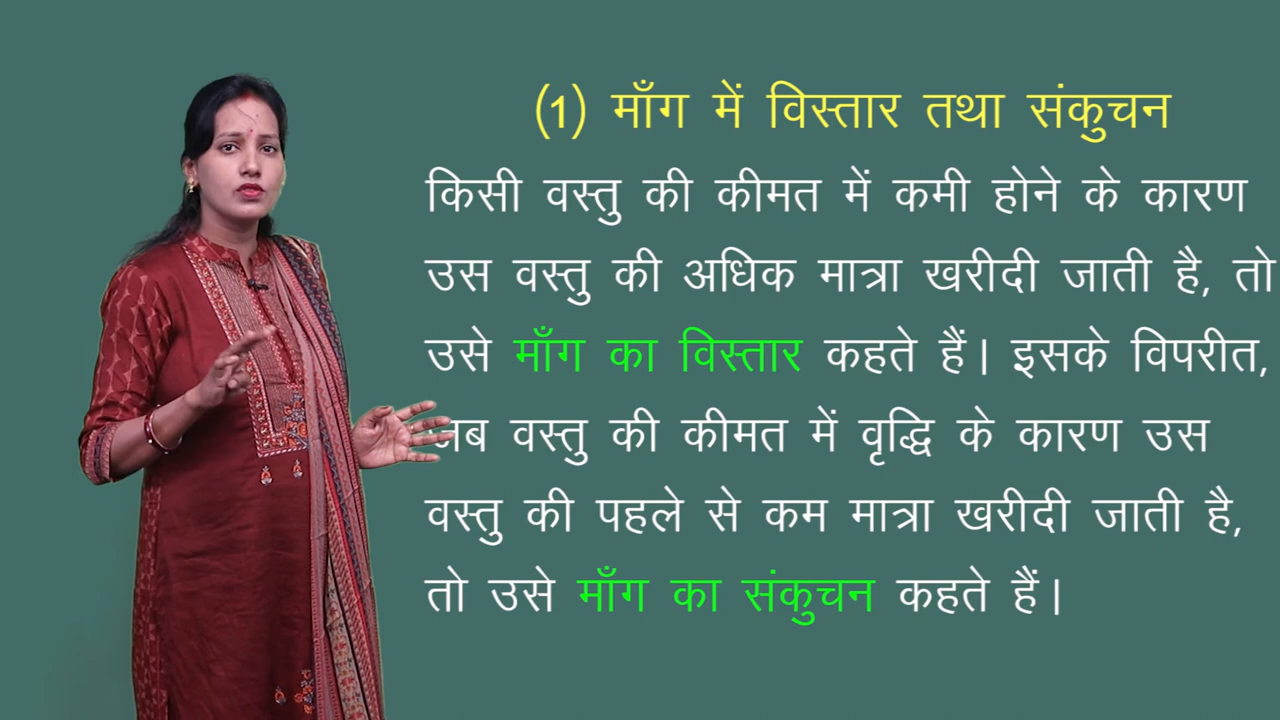 (1) माँग में विस्तार तथा संकुचन
किसी वस्तु की कीमत में कमी होने के कारण
उस वस्तु की अधिक मात्रा खरीदी जाती है, तो
उसे माँग का विस्तार कहते हैं। इसके विपरीत,
जब वस्तु की कीमत में वृद्धि के कारण उस
वस्तु की पहले से कम मात्रा खरीदी जाती है,
तो उसे माँग का संकुचन कहते हैं।